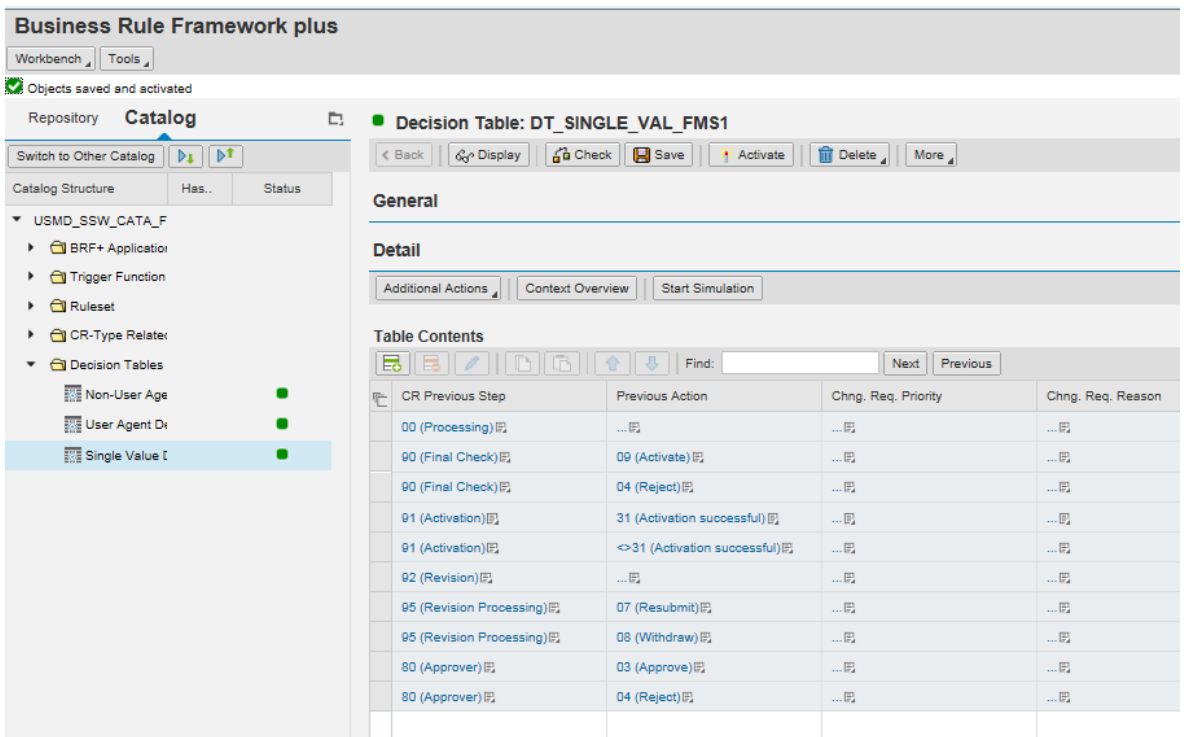 Business Rule Framework plus
Workbench Tools
Objects saved and activated
Repository Catalog
Switch to Other Catalog
Catalog Structure Has.. Status
USMD_SSW_CATA_F
BRF+ Application
Trigger Function
Ruleset
CR-Type Related
Decision Tables
Non-User Age
User Agent De
Single Value D
Decision Table: DT_SINGLE_VAL_FMS1
Back Display Check Save Activate Delete More
General
Detail
Additional Actions Context Overview Start Simulation
Table Contents
Find: Next Previous
CR Previous Step Previous Action Chng. Req. Priority Chng. Req. Reason
00 (Processing) ... ... ...
90 (Final Check) 09 (Activate) ... ...
90 (Final Check) 04 (Reject) ... ...
91 (Activation) 31 (Activation successful) ... ...
91 (Activation) <>31 (Activation successful) ... ...
92 (Revision) ... ... ...
95 (Revision Processing) 07 (Resubmit) ... ...
95 (Revision Processing) 08 (Withdraw) ... ...
80 (Approver) 03 (Approve) ... ...
80 (Approver) 04 (Reject) ... ...